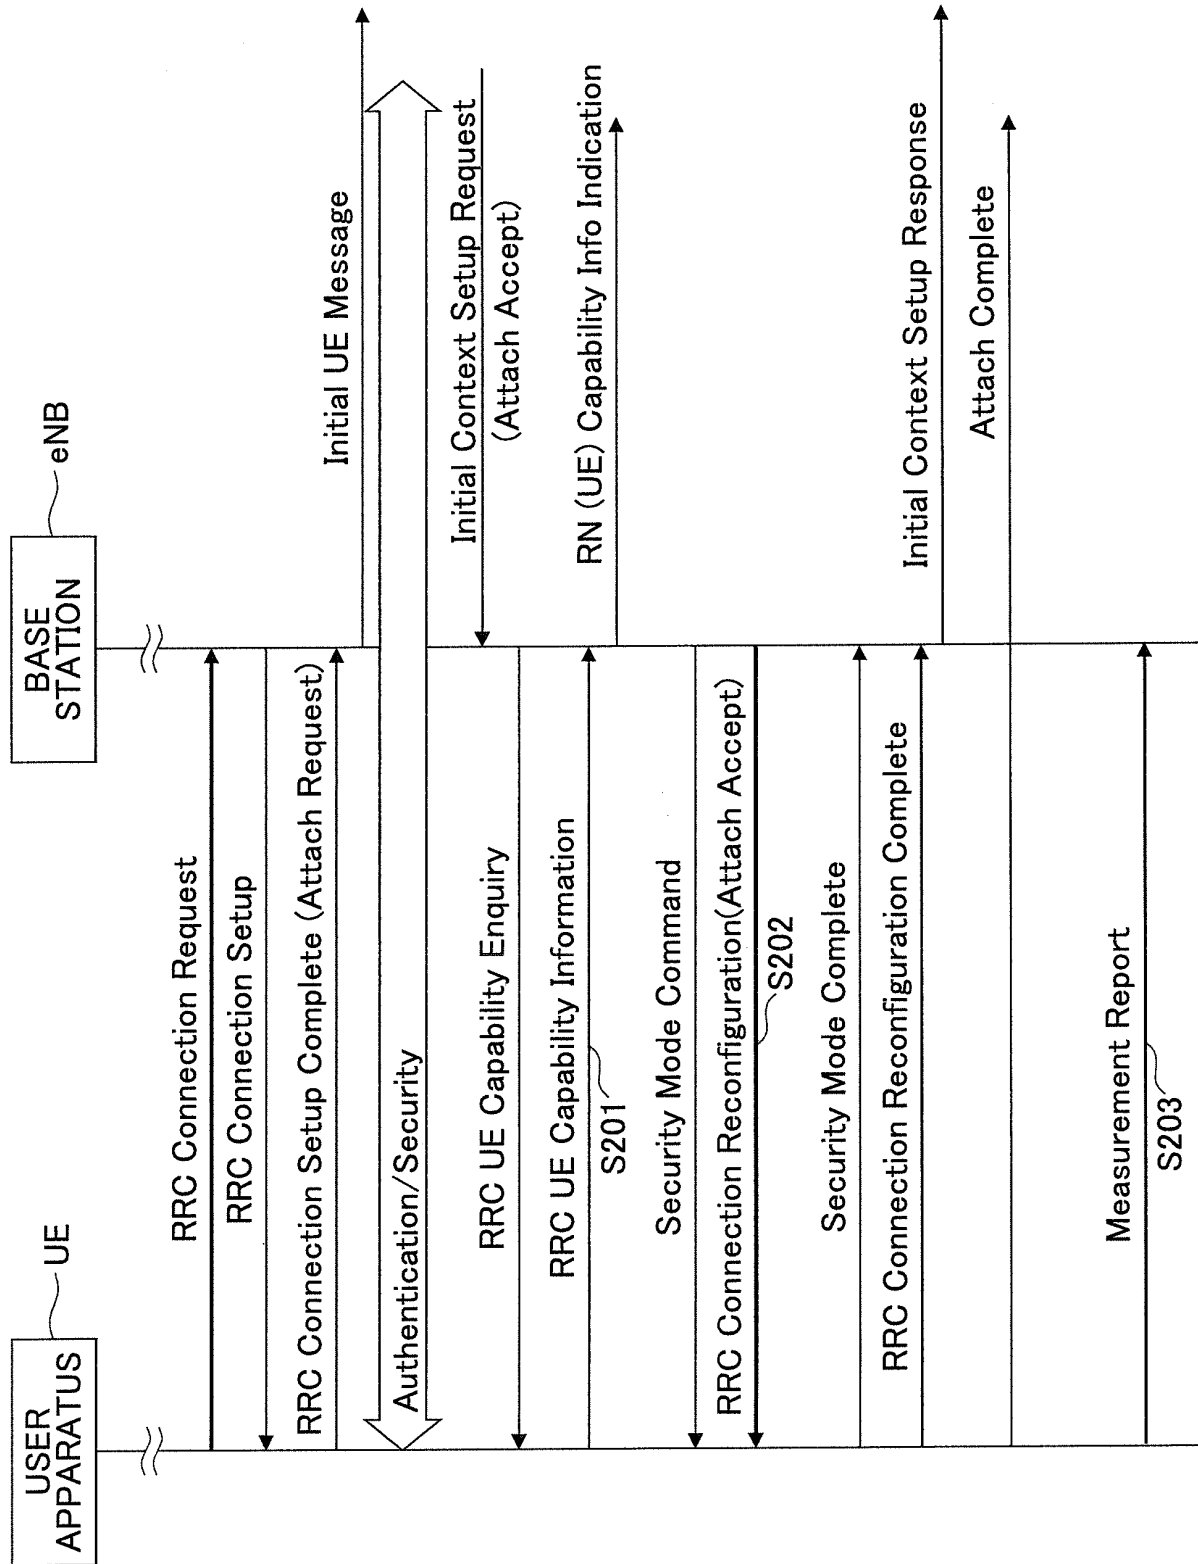 USER
APPARATUS
UE
BASE
STATION
eNB
RRC Connection Request
RRC Connection Setup
RRC Connection Setup Complete (Attach Request)
Initial UE Message
Authentication/Security
Initial Context Setup Request
(Attach Accept)
RRC UE Capability Enquiry
RRC UE Capability Information
S201
RN (UE) Capability Info Indication
Security Mode Command
RRC Connection Reconfiguration(Attach Accept)
S202
Security Mode Complete
RRC Connection Reconfiguration Complete
Initial Context Setup Response
Attach Complete
Measurement Report
S203